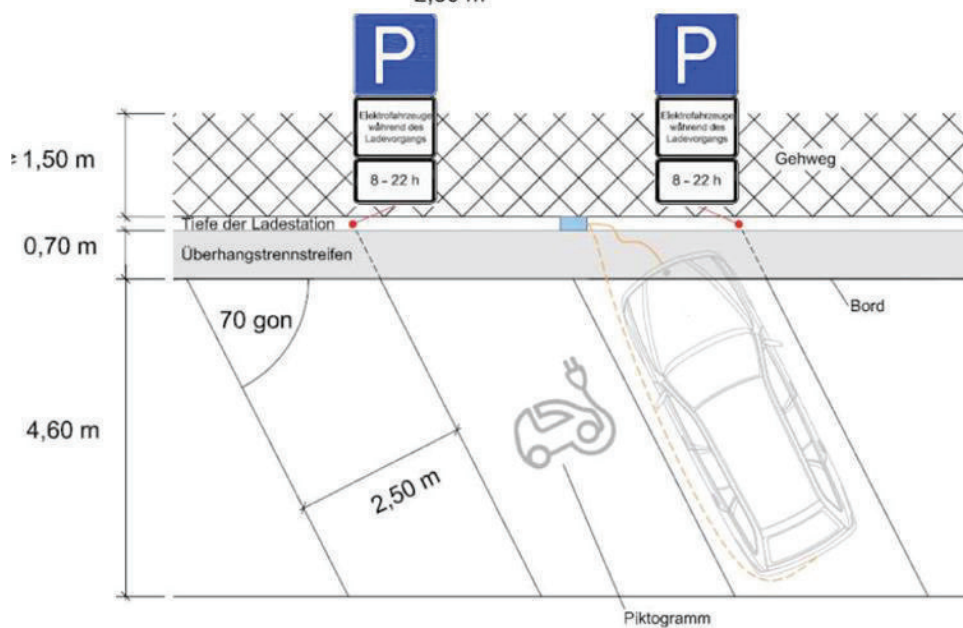 P
P
Elektrofahrzeuge
während des
Ladevorgangs
Elektrofahrzeuge
während des
Ladevorgangs
1,50 m
Gehweg
8 - 22 h
8 - 22 h
Tiefe der Ladestation
0,70 m
Überhangtrennstreifen
Bord
70 gon
4,60 m
2,50 m
Piktogramm